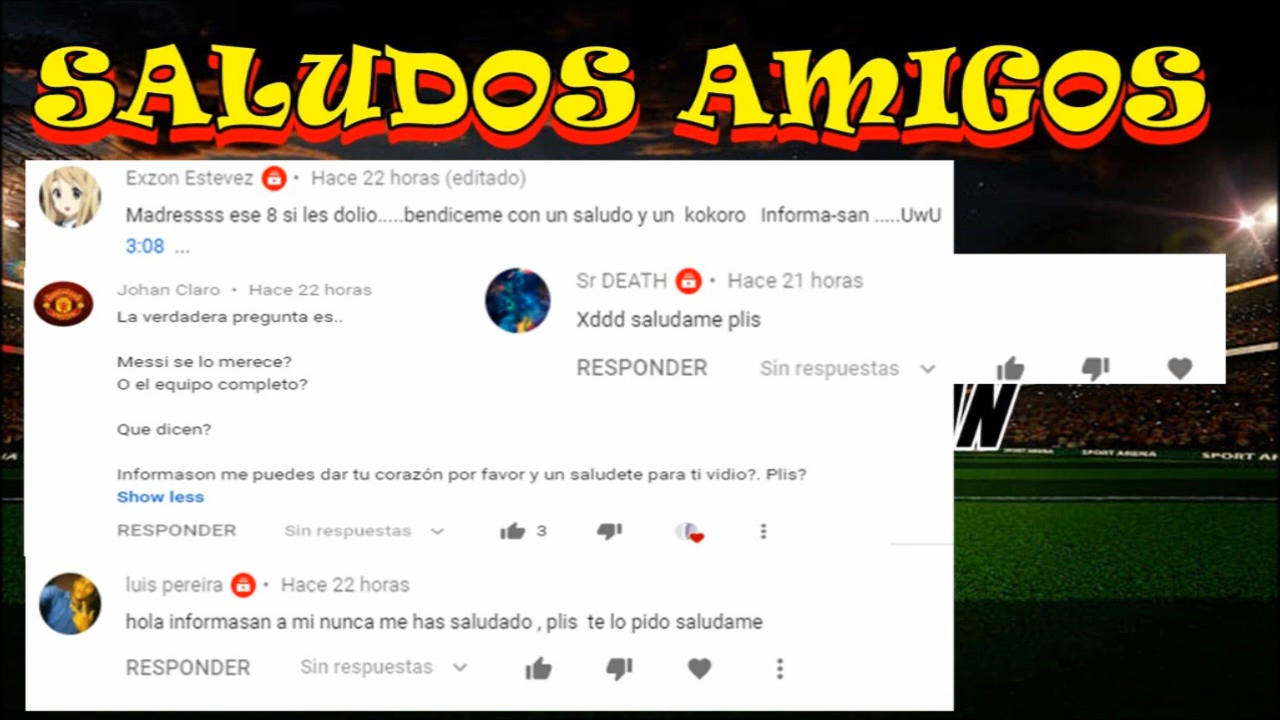 SALUDOS AMIGOS
Exzon Estevez • Hace 22 horas (editado)
Madressss ese 8 si les dolio.....bendiceme con un saludo y un kokoro Informa-san .....UwU
3:08 ...
Johan Claro • Hace 22 horas
La verdadera pregunta es..
Messi se lo merece?
O el equipo completo?
Que dicen?
Informason me puedes dar tu corazón por favor y un saludete para ti vidio?. Plis?
Show less
RESPONDER Sin respuestas 3
Sr DEATH • Hace 21 horas
Xddd saludame plis
RESPONDER Sin respuestas
luis pereira • Hace 22 horas
hola informasan a mi nunca me has saludado , plis te lo pido saludame
RESPONDER Sin respuestas
SPORT ARENA